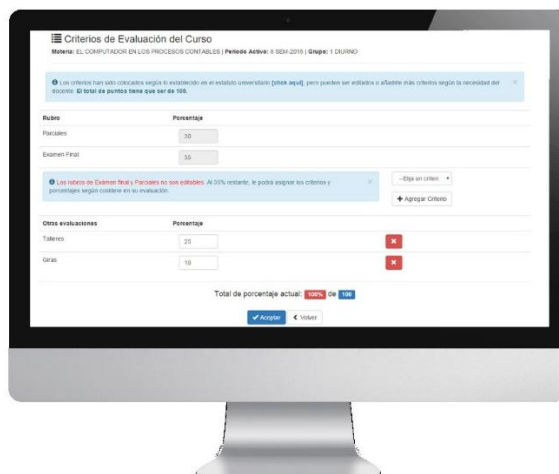 Criterios de Evaluación del Curso
Materia: EL COMPUTADOR EN LOS PROCESOS CONTABLES | Periodo Activo: II SEM-2016 | Grupo: 1 DIURNO
Los criterios han sido colocados según lo establecido en el estatuto universitario [click aquí], pero pueden ser editados o añadirle más criterios según la necesidad del
docente. El total de puntos tiene que ser de 100.
×
Rubro Porcentaje
Parciales 30
Examen Final 35
Los rubros de Exámen final y Parciales no son editables. Al 35% restante, le podrá asignar los criterios y
porcentajes según considere en su evaluación.
×
--Elija un criteri
Agregar Criterio
Otras evaluaciones Porcentaje
Talleres 25
Giras 10
Total de porcentaje actual: 100% de 100
Aceptar Volver